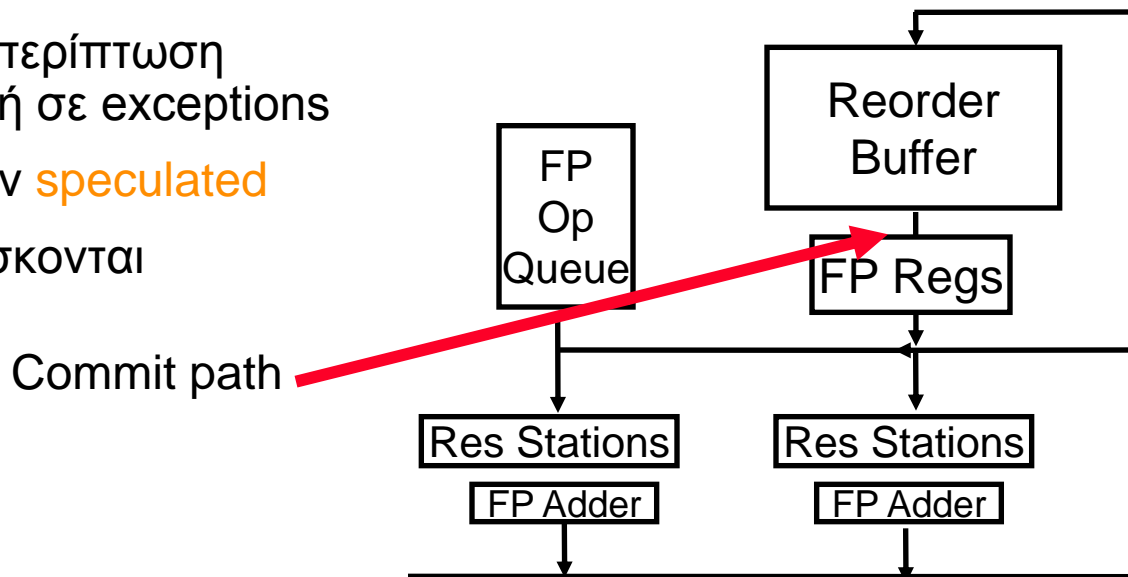 περίπτωση
ή σε exceptions
ν speculated
σκονται
Commit path
FP
Op
Queue
Reorder
Buffer
FP Regs
Res Stations
Res Stations
FP Adder
FP Adder